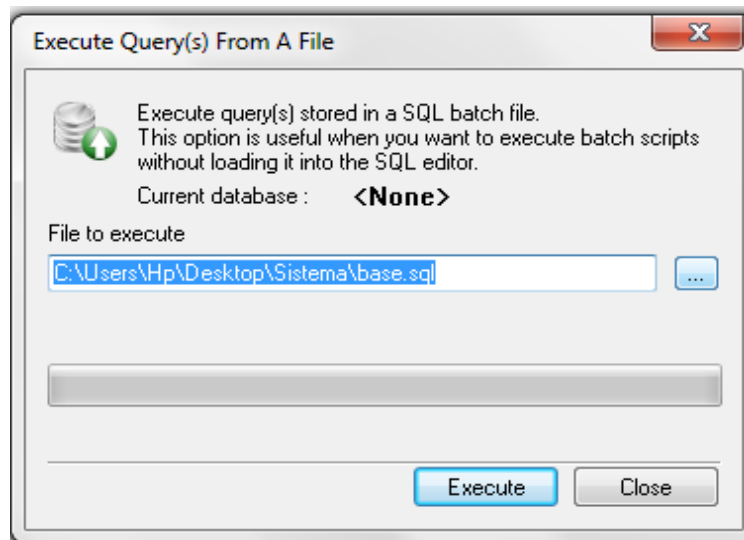 Execute Query(s) From A File
Execute query(s) stored in a SQL batch file.
This option is useful when you want to execute batch scripts
without loading it into the SQL editor.
Current database : <None>
File to execute
C:\Users\Hp\Desktop\Sistema\base.sql
...
Execute Close